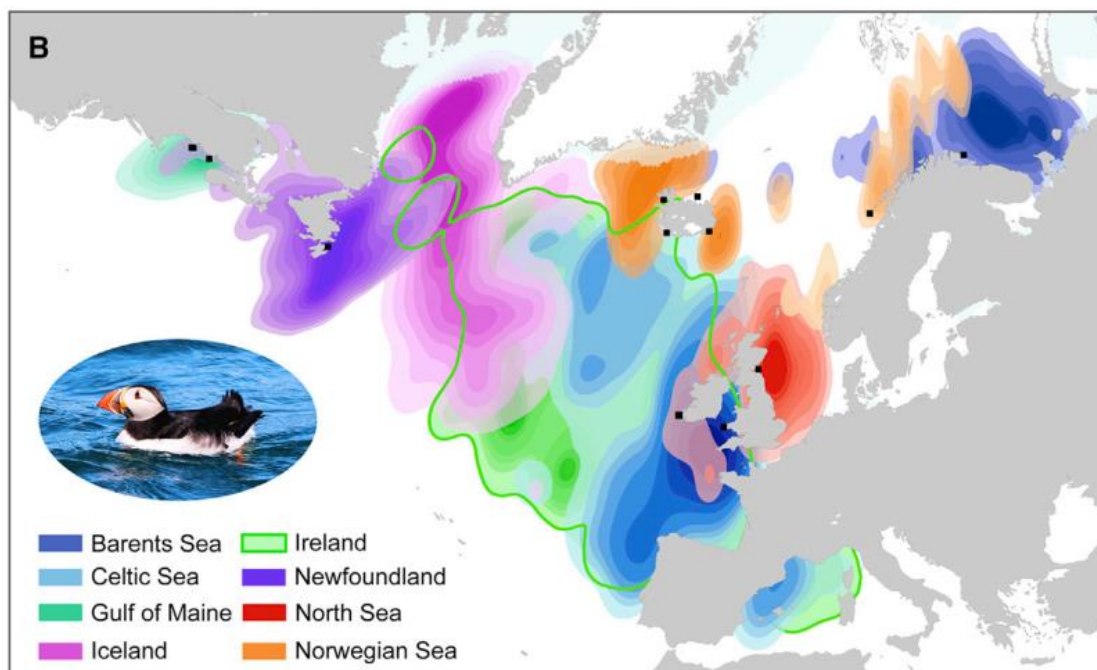 B
Barents Sea
Ireland
Celtic Sea
Newfoundland
Gulf of Maine
North Sea
Iceland
Norwegian Sea